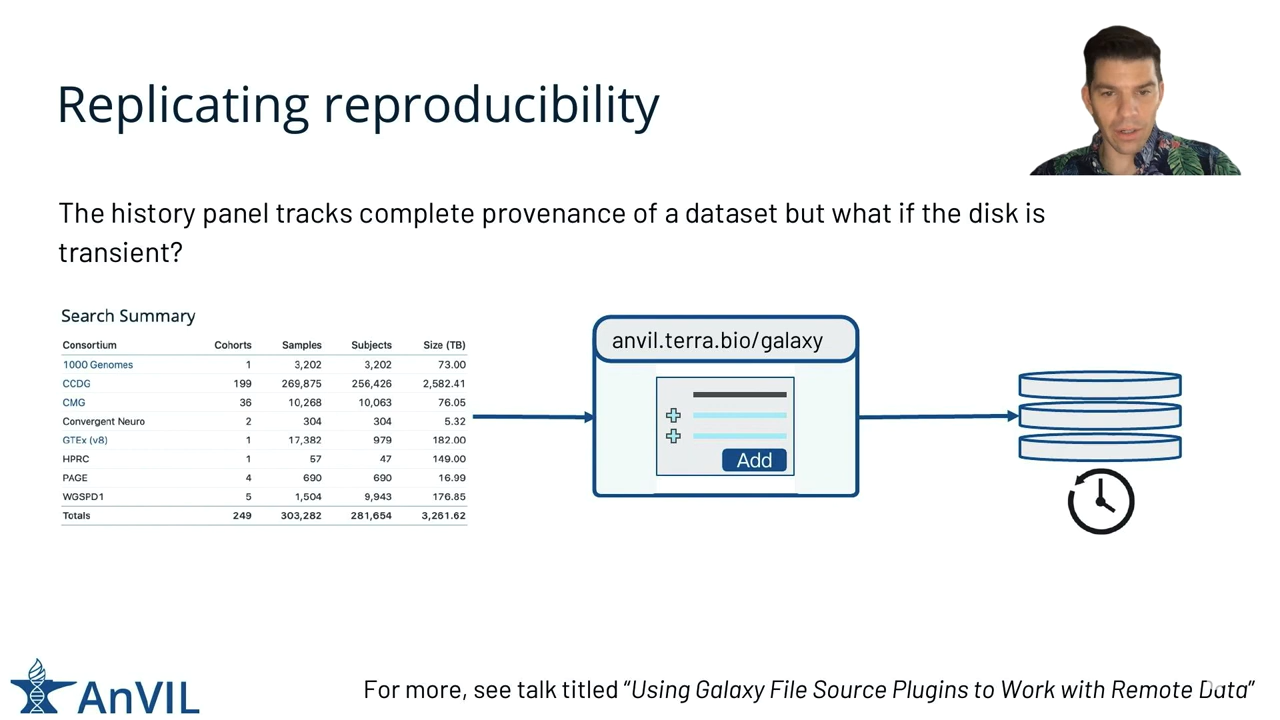 Replicating reproducibility
The history panel tracks complete provenance of a dataset but what if the disk is
transient?
Search Summary
Consortium Cohorts Samples Subjects Size (TB)
1000 Genomes 1 3,202 3,202 73.00
CCDG 199 269,875 256,426 2,582.41
CMG 36 10,268 10,063 76.05
Convergent Neuro 2 304 304 5.32
GTEx (v8) 1 17,382 979 182.00
HPRC 1 57 47 149.00
PAGE 4 690 690 16.99
WGSPD1 5 1,504 9,943 176.85
Totals 249 303,282 281,654 3,261.62
anvil.terra.bio/galaxy
Add
AnVIL
For more, see talk titled “Using Galaxy File Source Plugins to Work with Remote Data”